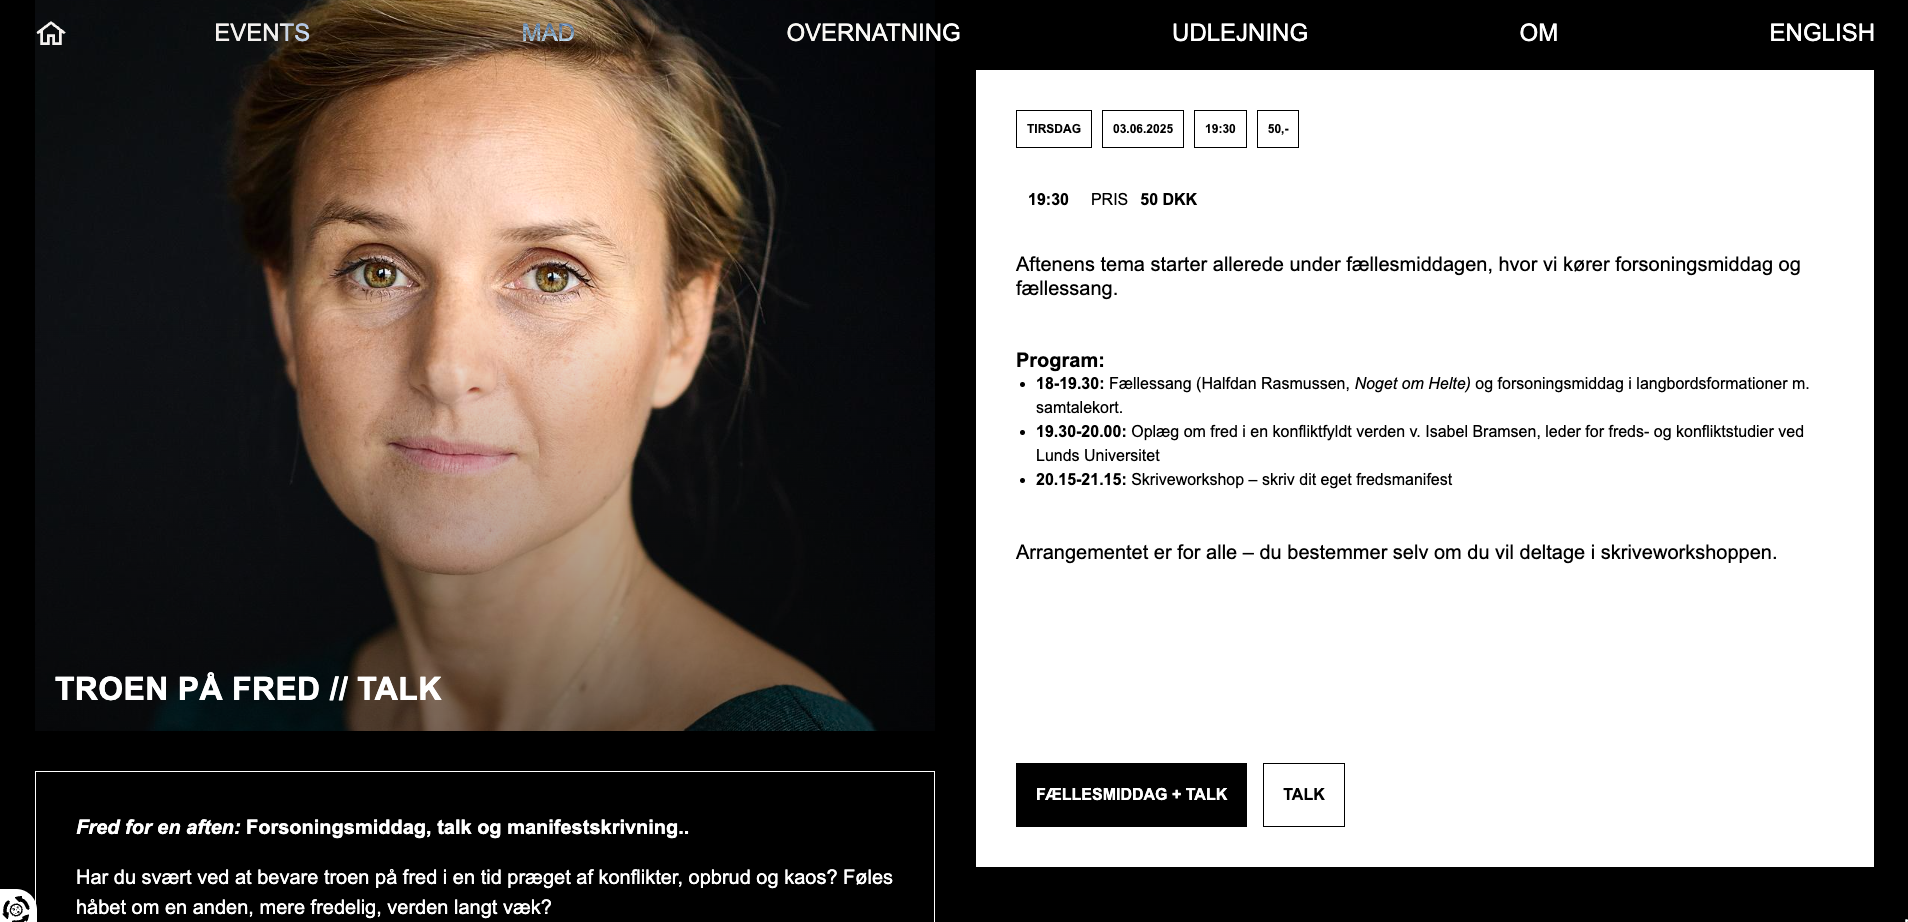 EVENTS
MAD
OVERNATNING
UDLEJNING
OM
ENGLISH
TROEN PÅ FRED // TALK
Fred for en aften: Forsoningsmiddag, talk og manifestskrivning..
Har du svært ved at bevare troen på fred i en tid præget af konflikter, opbrud og kaos? Føles
håbet om en anden, mere fredelig, verden langt væk?
TIRSDAG
03.06.2025
19:30
50,-
19:30 PRIS 50 DKK
Aftenens tema starter allerede under fællesmiddagen, hvor vi kører forsoningsmiddag og
fællessang.
Program:
• 18-19.30: Fællessang (Halfdan Rasmussen, Noget om Helte) og forsoningsmiddag i langbordsformationer m.
samtalekort.
• 19.30-20.00: Oplæg om fred i en konfliktfyldt verden v. Isabel Bramsen, leder for freds- og konfliktstudier ved
Lunds Universitet
• 20.15-21.15: Skriveworkshop – skriv dit eget fredsmanifest
Arrangementet er for alle – du bestemmer selv om du vil deltage i skriveworkshoppen.
FÆLLESMIDDAG + TALK
TALK